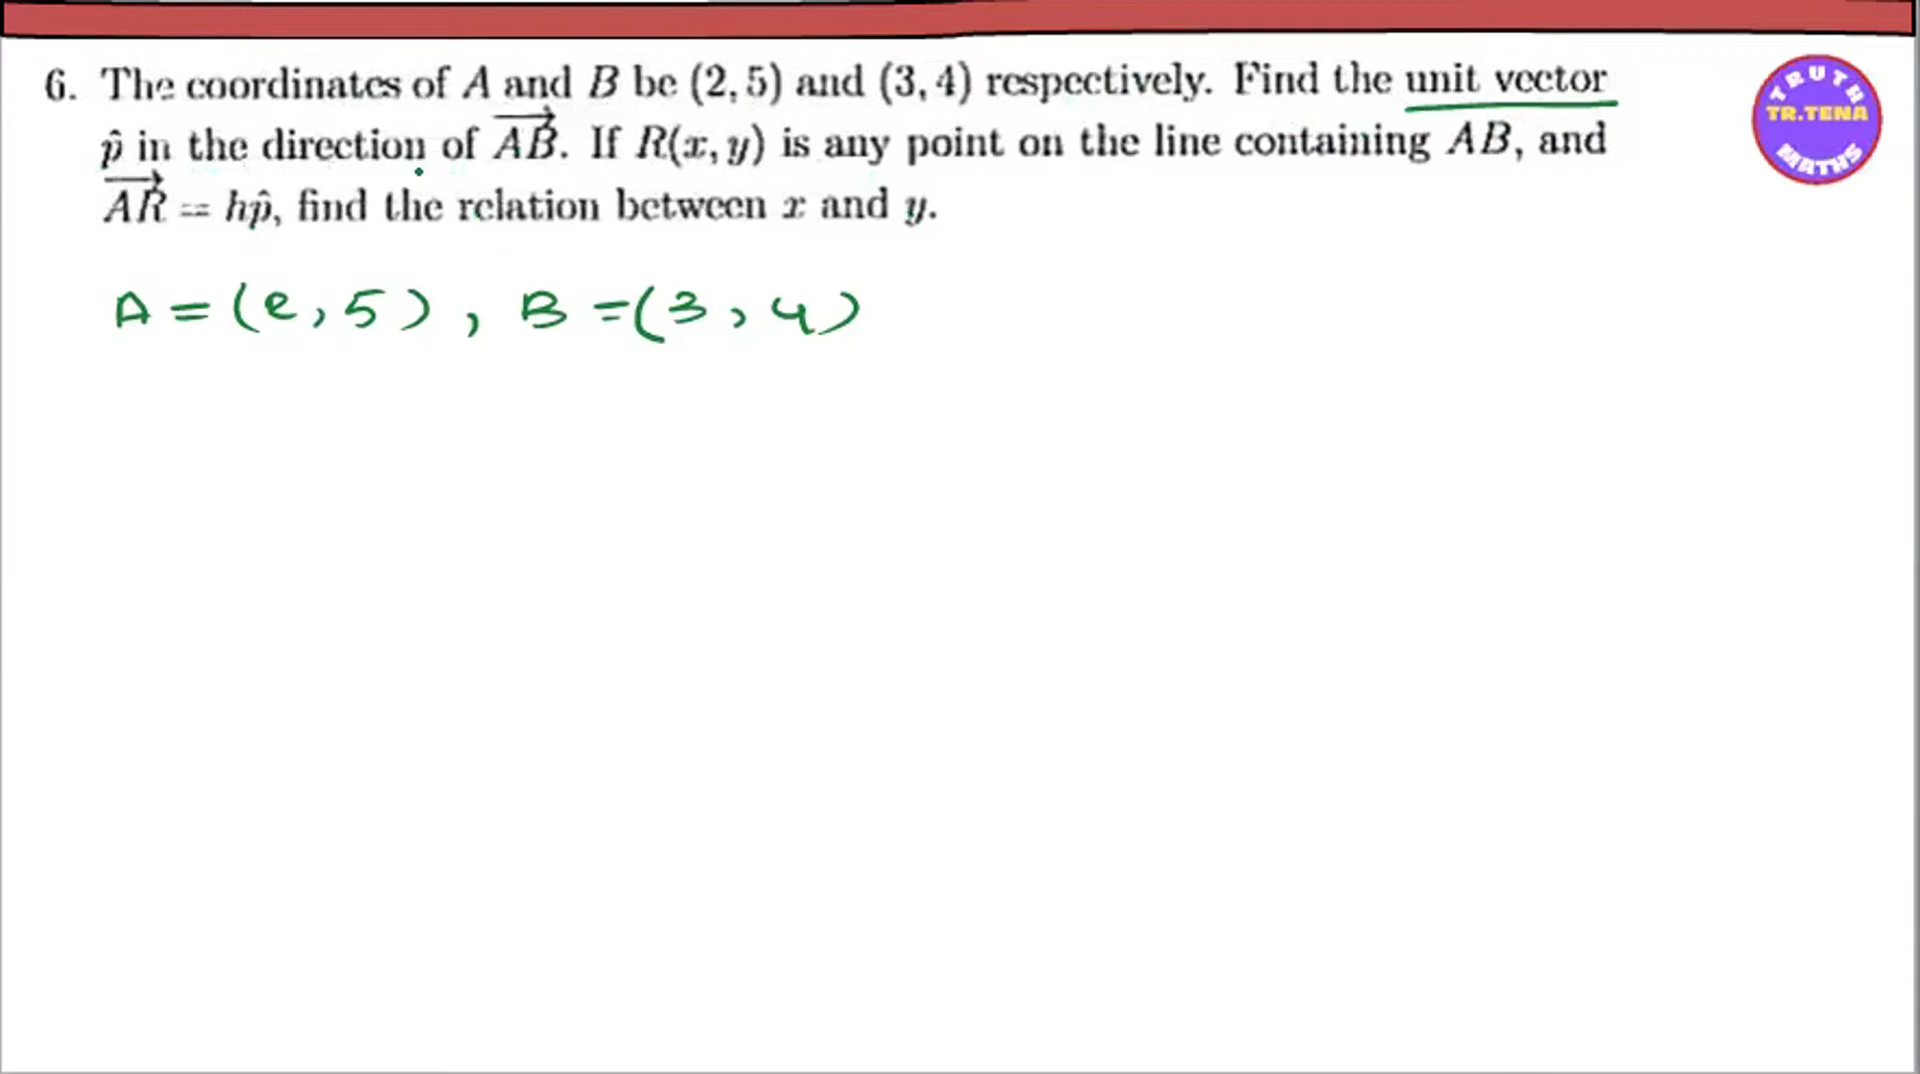 6. The coordinates of A and B be (2, 5) and (3, 4) respectively. Find the unit vector
p̂ in the direction of \overrightarrow{AB}. If R(x, y) is any point on the line containing AB, and
\overrightarrow{AR} = hp̂, find the relation between x and y.
TRUTH
TR.TENA
MATHS
A = (2, 5) , B = (3, 4)